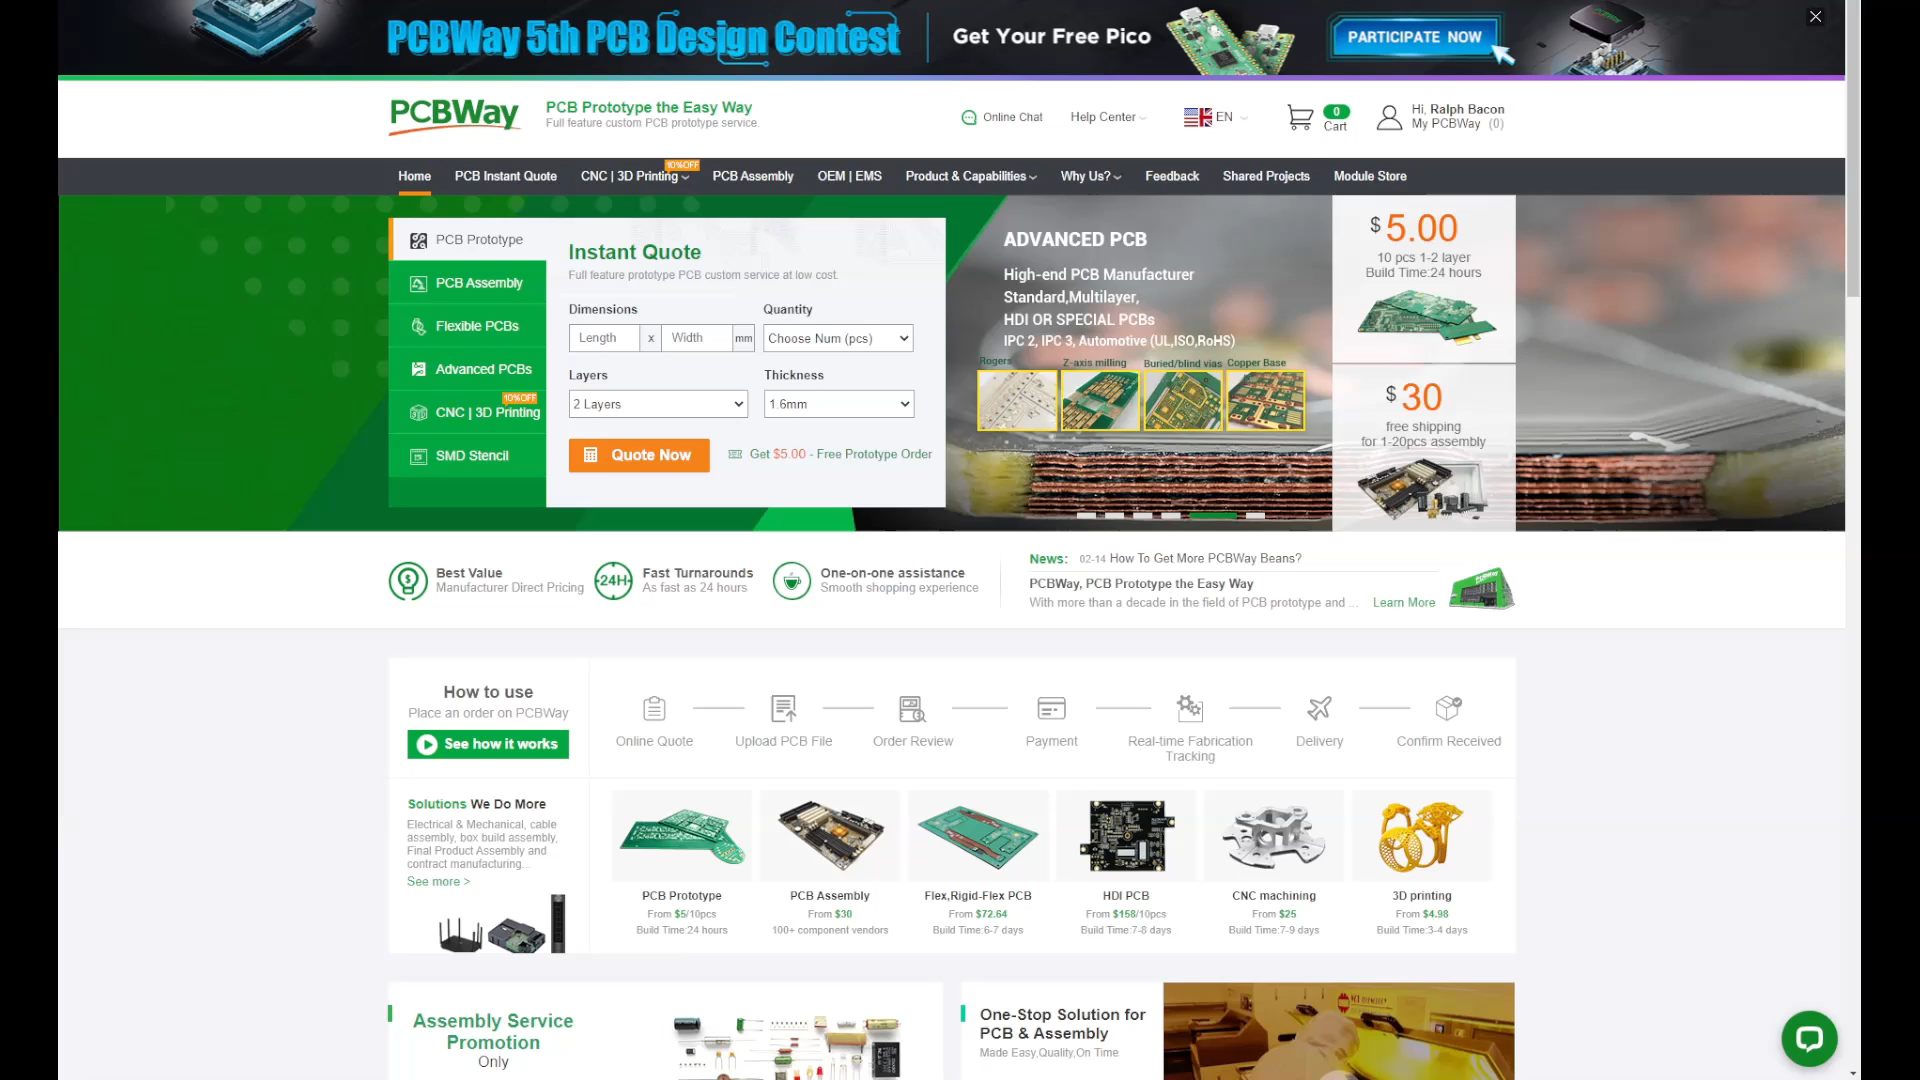 PCBWay 5th PCB Design Contest
Get Your Free Pico
PARTICIPATE NOW
PCBWay
PCB Prototype the Easy Way
Full feature custom PCB prototype service.
Online Chat
Help Center
EN
0
Cart
Hi, Ralph Bacon
My PCBWay (0)
Home
PCB Instant Quote
CNC | 3D Printing
10%OFF
PCB Assembly
OEM | EMS
Product & Capabilities
Why Us?
Feedback
Shared Projects
Module Store
PCB Prototype
PCB Assembly
Flexible PCBs
Advanced PCBs
10%OFF
CNC | 3D Printing
SMD Stencil
Instant Quote
Full feature prototype PCB custom service at low cost.
Dimensions
Quantity
Length x Width mm
Choose Num (pcs)
Layers
Thickness
2 Layers
1.6mm
Quote Now
Get $5.00 - Free Prototype Order
ADVANCED PCB
High-end PCB Manufacturer
Standard,Multilayer,
HDI OR SPECIAL PCBs
IPC 2, IPC 3, Automotive (UL,ISO,RoHS)
Rogers
Z-axis milling
Buried/blind vias
Copper Base
$ 5.00
10 pcs 1-2 layer
Build Time:24 hours
$ 30
free shipping
for 1-20pcs assembly
Best Value
Manufacturer Direct Pricing
24H
Fast Turnarounds
As fast as 24 hours
One-on-one assistance
Smooth shopping experience
News: 02-14 How To Get More PCBWay Beans?
PCBWay, PCB Prototype the Easy Way
With more than a decade in the field of PCB prototype and ... Learn More
How to use
Place an order on PCBWay
See how it works
Online Quote
Upload PCB File
Order Review
Payment
Real-time Fabrication
Tracking
Delivery
Confirm Received
Solutions We Do More
Electrical & Mechanical, cable
assembly, box build assembly,
Final Product Assembly and
contract manufacturing...
See more >
PCB Prototype
From $5/10pcs
Build Time:24 hours
PCB Assembly
From $30
100+ component vendors
Flex,Rigid-Flex PCB
From $72.64
Build Time:6-7 days
HDI PCB
From $158/10pcs
Build Time:7-8 days
CNC machining
From $25
Build Time:7-9 days
3D printing
From $4.98
Build Time:3-4 days
Assembly Service
Promotion
Only
One-Stop Solution for
PCB & Assembly
Made Easy,Quality,On Time